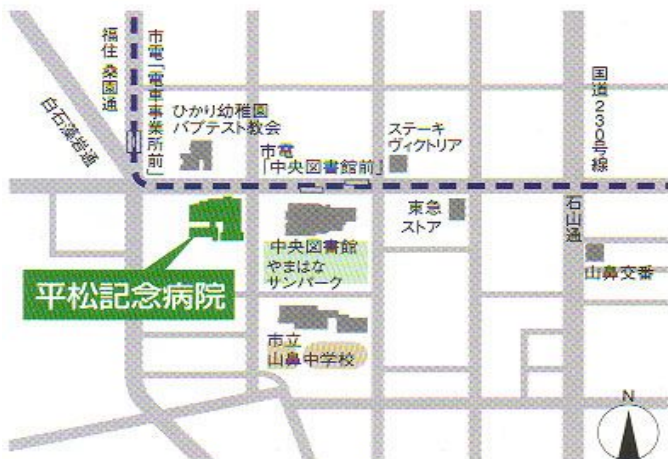 福住桑園通
市電「電車事業所前」
白石藻岩通
ひかり幼稚園
バプテスト教会
市電
「中央図書館前」
ステーキ
ヴィクトリア
国道230号線
石山通
東急
ストア
中央図書館
やまはな
サンパーク
山鼻交番
平松記念病院
市立
山鼻中学校
N